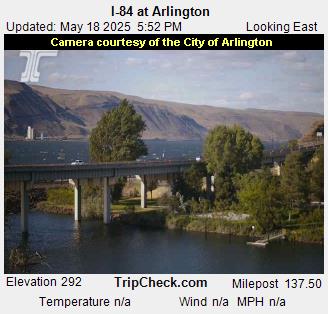 I-84 at Arlington
Updated: May 18 2025 5:52 PM Looking East
Camera courtesy of the City of Arlington
Elevation 292 TripCheck.com Milepost 137.50
Temperature n/a Wind n/a MPH n/a